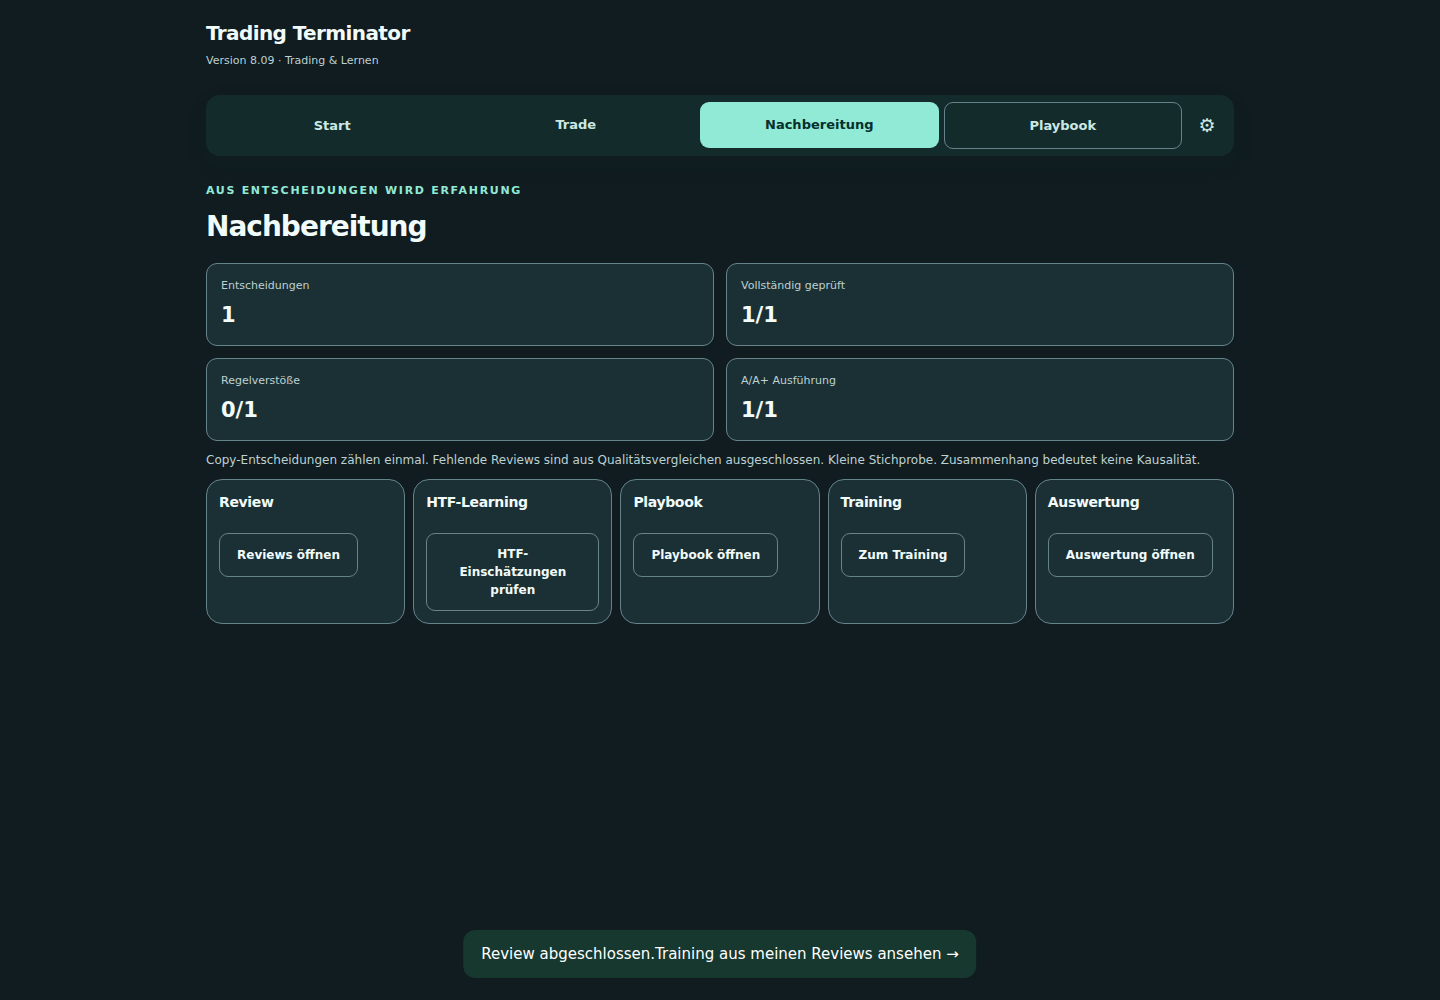 Trading Terminator
Version 8.09 · Trading & Lernen
Start
Trade
Nachbereitung
Playbook
AUS ENTSCHEIDUNGEN WIRD ERFAHRUNG
Nachbereitung
Entscheidungen
1
Vollständig geprüft
1/1
Regelverstöße
0/1
A/A+ Ausführung
1/1
Copy-Entscheidungen zählen einmal. Fehlende Reviews sind aus Qualitätsvergleichen ausgeschlossen. Kleine Stichprobe. Zusammenhang bedeutet keine Kausalität.
Review
Reviews öffnen
HTF-Learning
HTF-
Einschätzungen
prüfen
Playbook
Playbook öffnen
Training
Zum Training
Auswertung
Auswertung öffnen
Review abgeschlossen.Training aus meinen Reviews ansehen →